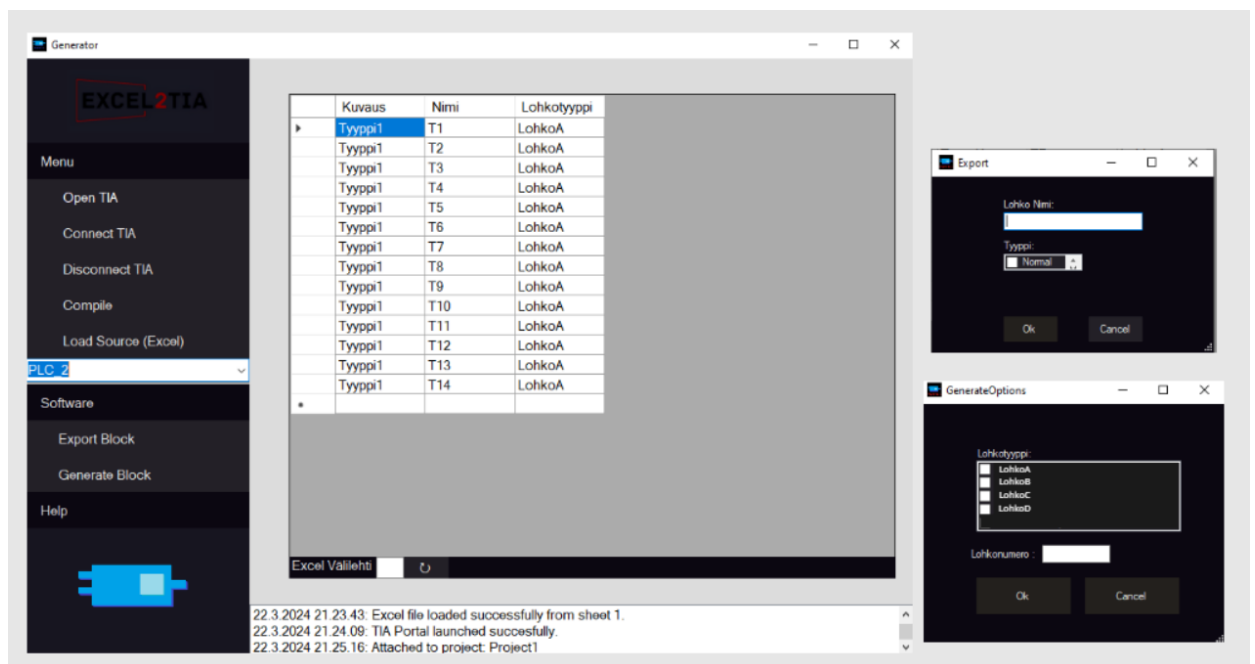 Generator
EXCEL2TIA
Menu
Open TIA
Connect TIA
Disconnect TIA
Compile
Load Source (Excel)
PLC_2
Software
Export Block
Generate Block
Help
Kuvaus Nimi Lohkotyyppi
Tyyppi1 T1 LohkoA
Tyyppi1 T2 LohkoA
Tyyppi1 T3 LohkoA
Tyyppi1 T4 LohkoA
Tyyppi1 T5 LohkoA
Tyyppi1 T6 LohkoA
Tyyppi1 T7 LohkoA
Tyyppi1 T8 LohkoA
Tyyppi1 T9 LohkoA
Tyyppi1 T10 LohkoA
Tyyppi1 T11 LohkoA
Tyyppi1 T12 LohkoA
Tyyppi1 T13 LohkoA
Tyyppi1 T14 LohkoA
Excel Välilehti
22.3.2024 21.23.43: Excel file loaded successfully from sheet 1.
22.3.2024 21.24.09: TIA Portal launched succesfully.
22.3.2024 21.25.16: Attached to project: Project1
Export
Lohko Nimi:
Tyyppi:
Normal
Ok Cancel
GenerateOptions
Lohkotyyppi:
LohkoA
LohkoB
LohkoC
LohkoD
Lohkonumero :
Ok Cancel